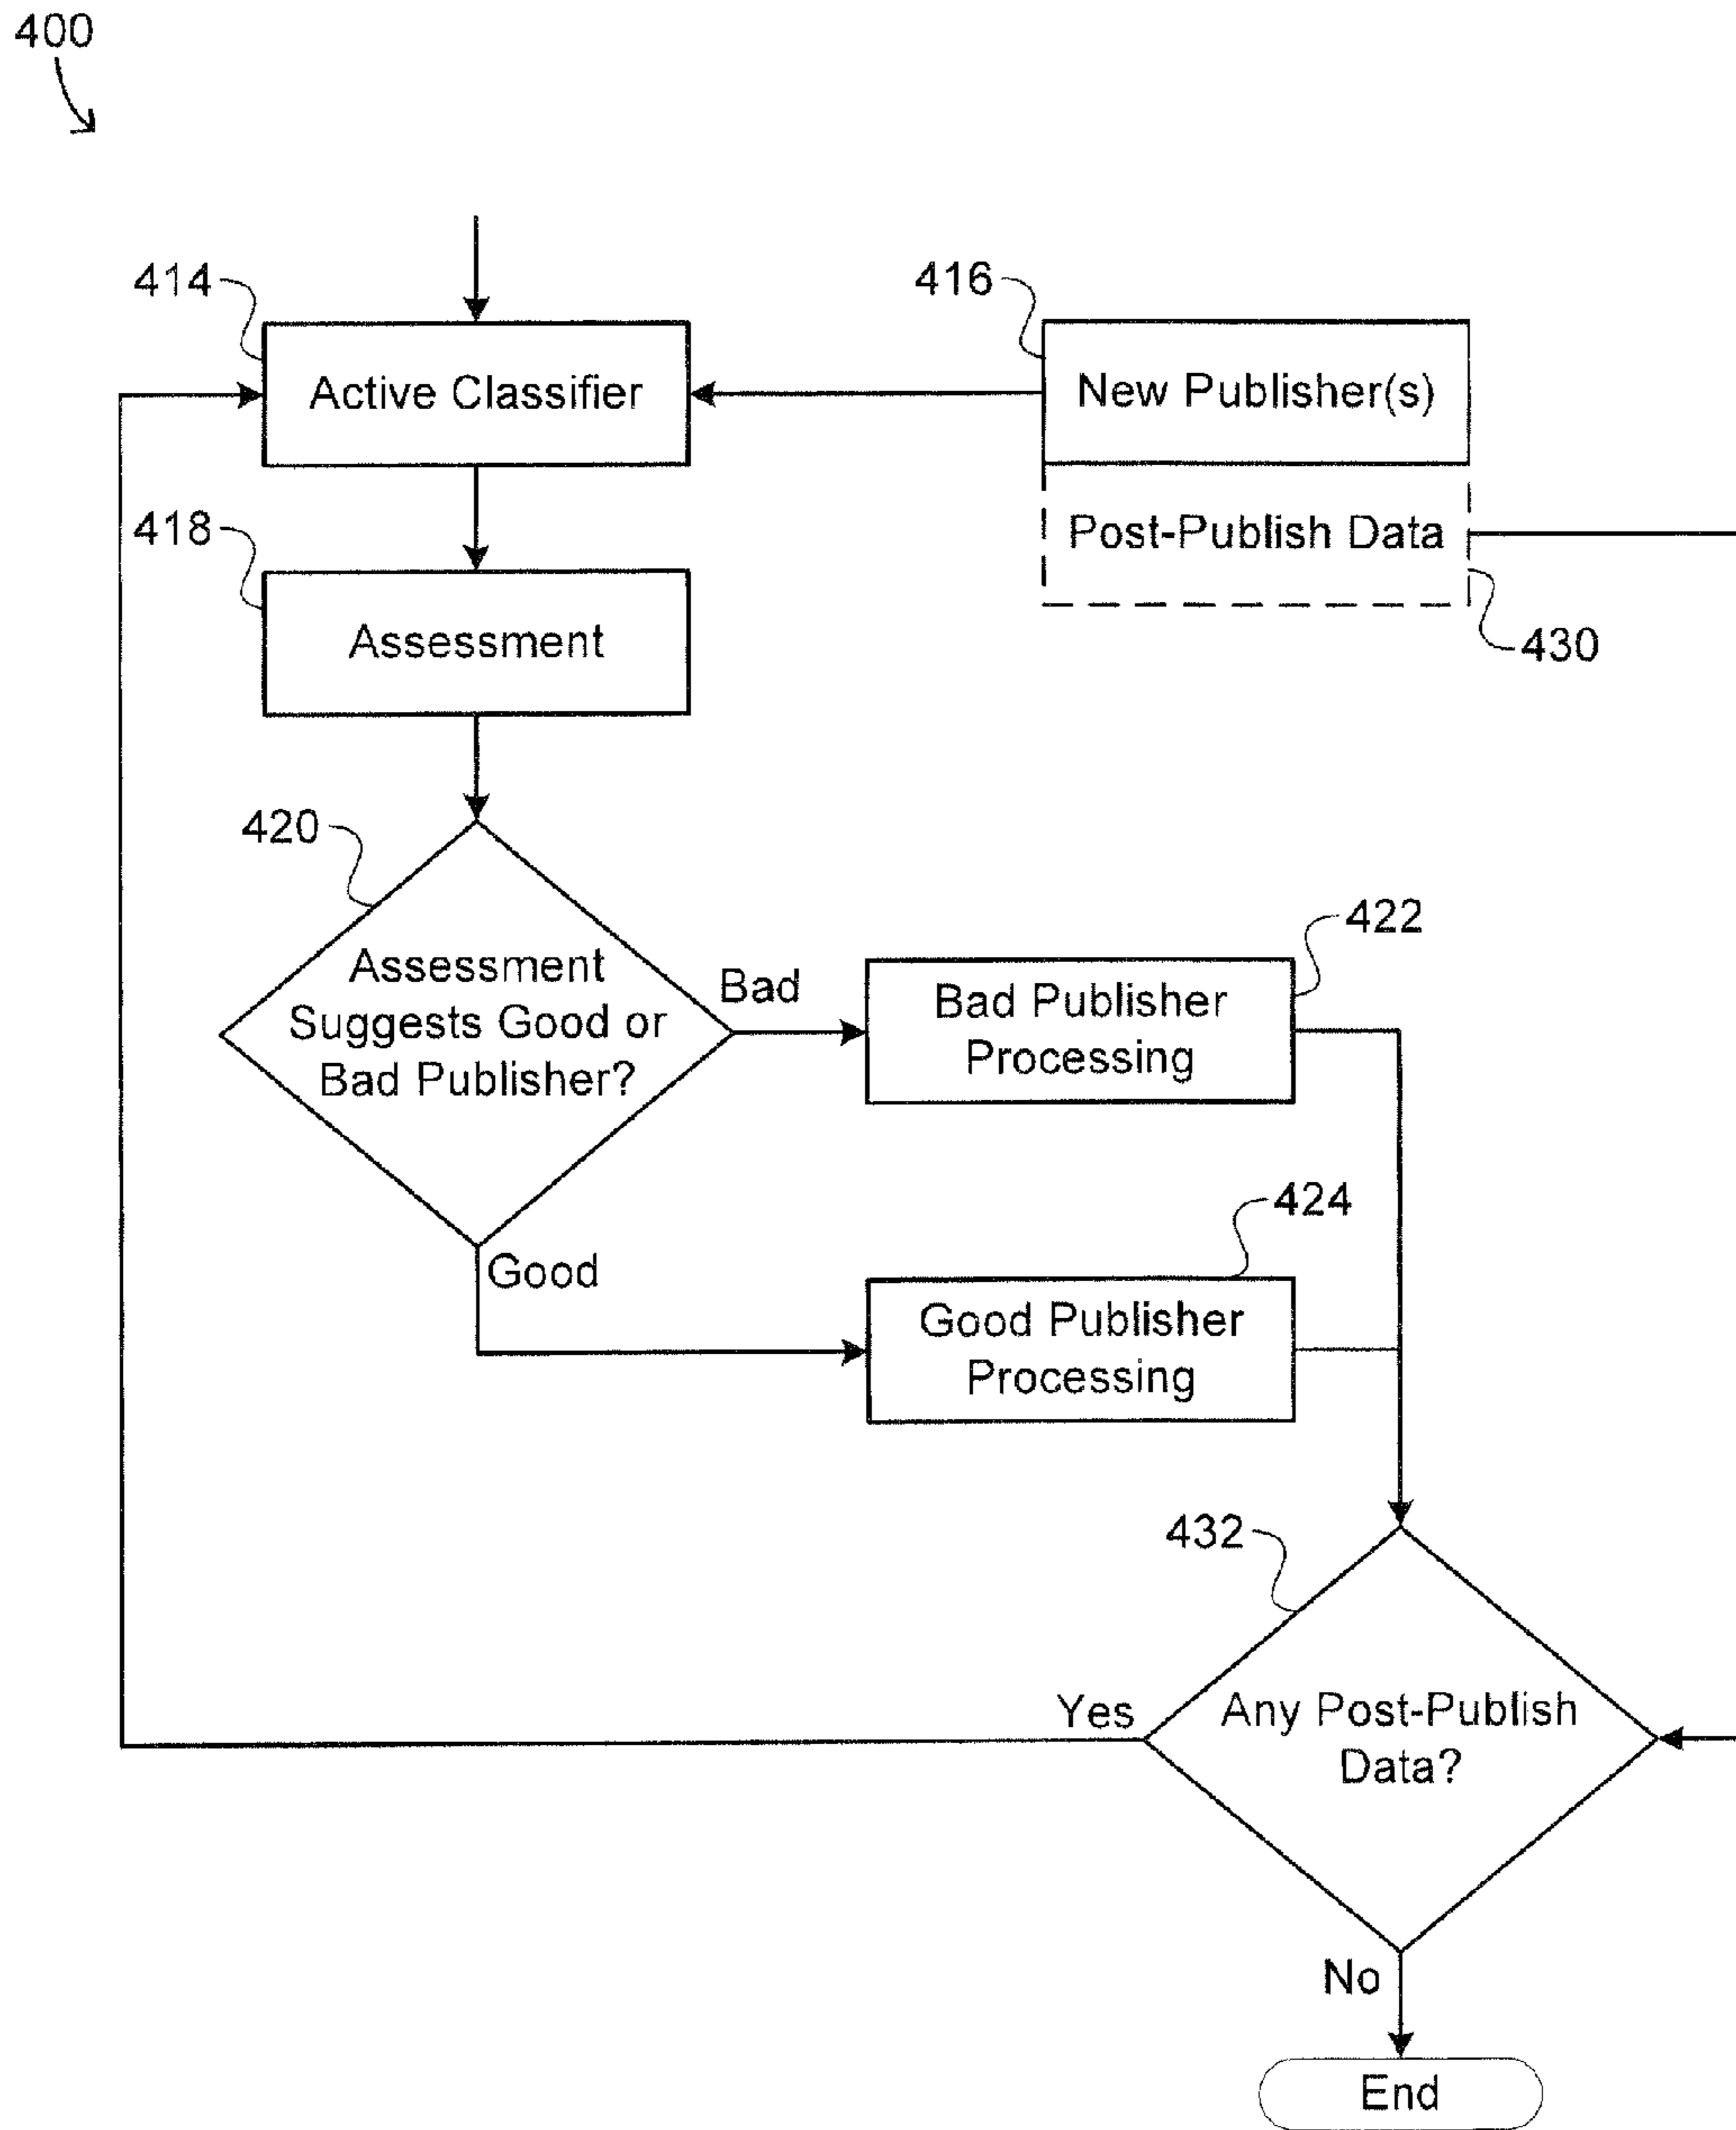 400
414
Active Classifier
416
New Publisher(s)
Post-Publish Data
430
418
Assessment
420
Assessment
Suggests Good or
Bad Publisher?
Bad
422
Bad Publisher
Processing
Good
424
Good Publisher
Processing
432
Any Post-Publish
Data?
Yes
No
End